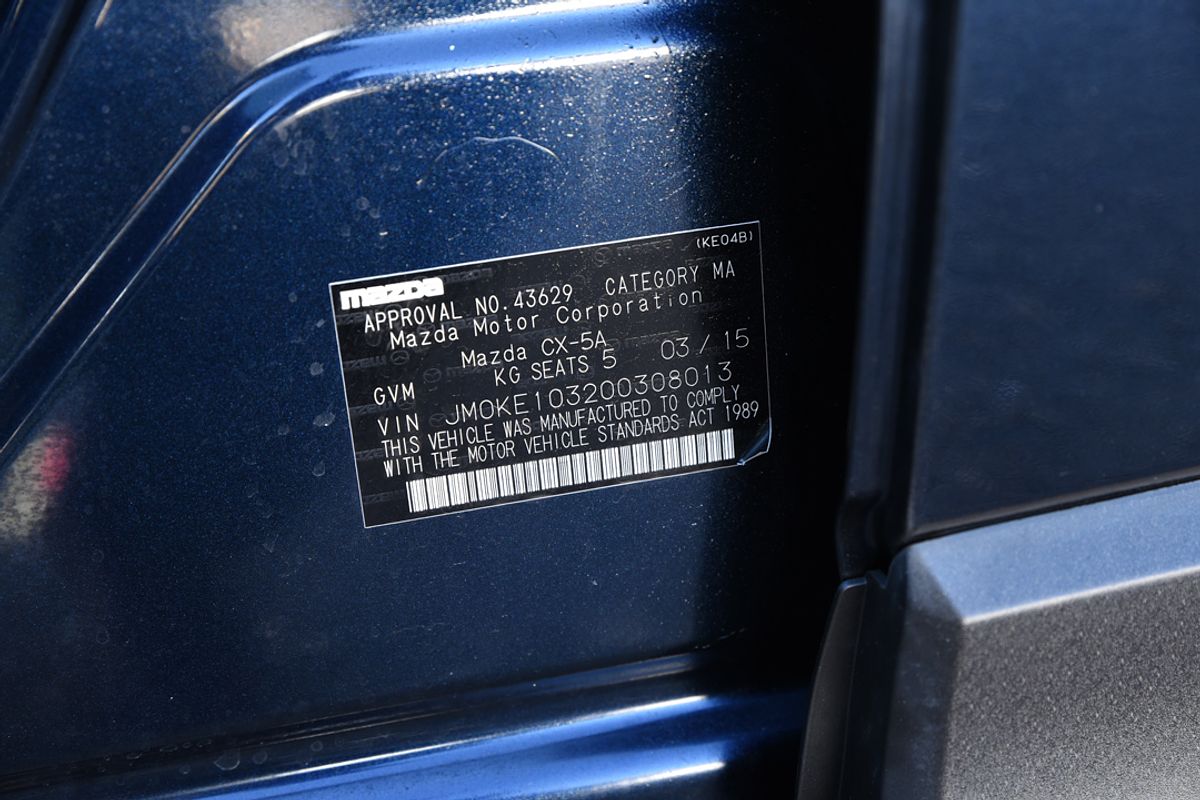 (KE04B)
mazda
APPROVAL NO.43629 CATEGORY MA
Mazda Motor Corporation
Mazda CX-5A
GVM KG SEATS 5 03/15
VIN JM0KE103200308013
THIS VEHICLE WAS MANUFACTURED TO COMPLY
WITH THE MOTOR VEHICLE STANDARDS ACT 1989